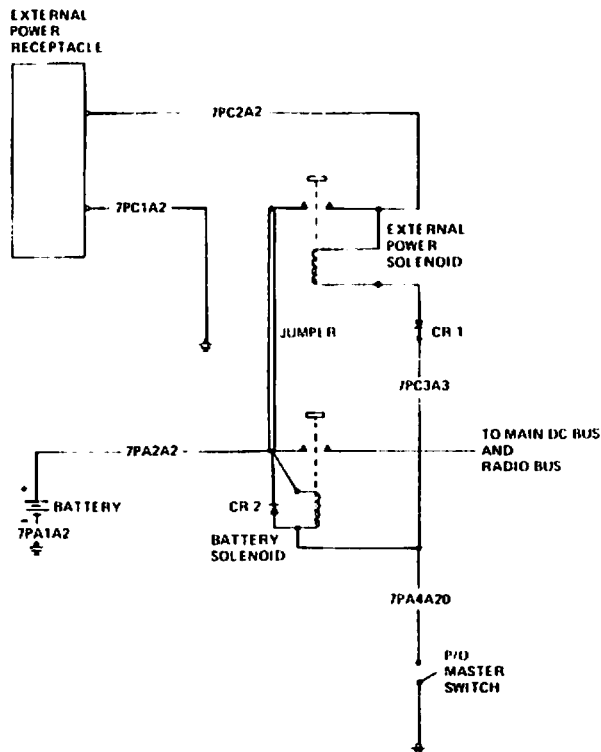 EXTERNAL
POWER
RECEPTACLE
7PC2A2
7PC1A2
EXTERNAL
POWER
SOLENOID
JUMPER
CR 1
7PC3A3
7PA2A2
TO MAIN DC BUS
AND
RADIO BUS
+
BATTERY
-
7PA1A2
CR 2
BATTERY
SOLENOID
7PA4A20
P/O
MASTER
SWITCH